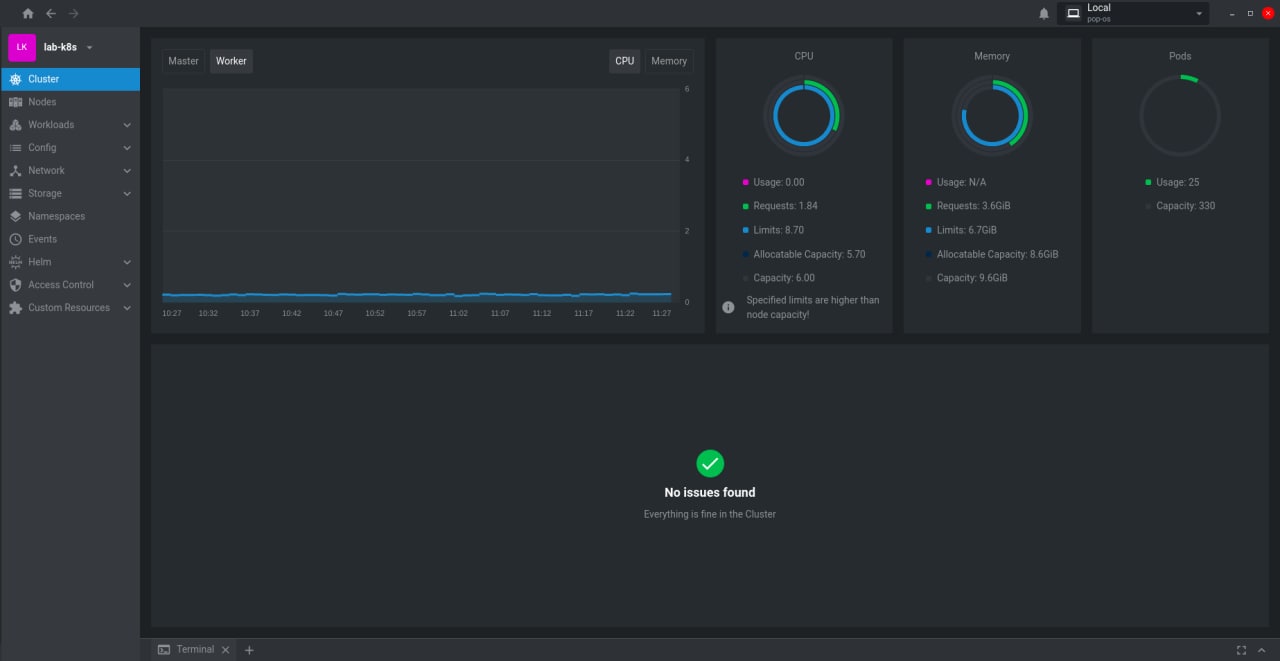 Local
pop-os
LK lab-k8s
Cluster
Nodes
Workloads
Config
Network
Storage
Namespaces
Events
Helm
Access Control
Custom Resources
Master Worker CPU Memory
6
4
2
0
10:27 10:32 10:37 10:42 10:47 10:52 10:57 11:02 11:07 11:12 11:17 11:22 11:27
CPU
Usage: 0.00
Requests: 1.84
Limits: 8.70
Allocatable Capacity: 5.70
Capacity: 6.00
Specified limits are higher than
node capacity!
Memory
Usage: N/A
Requests: 3.6GiB
Limits: 6.7GiB
Allocatable Capacity: 8.6GiB
Capacity: 9.6GiB
Pods
Usage: 25
Capacity: 330
No issues found
Everything is fine in the Cluster
Terminal